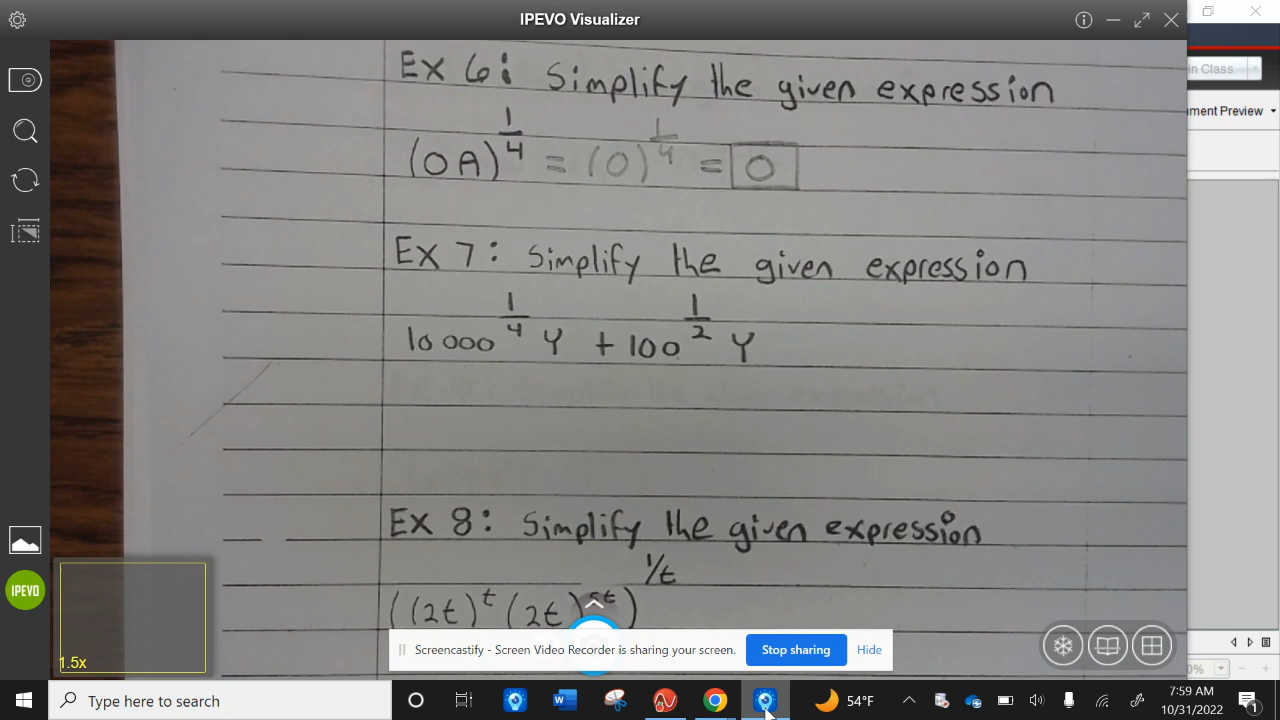 IPEVO Visualizer
in Class
ment Preview
Ex 6: Simplify the given expression
(0A)^1/4 = (0)^1/4 = 0
Ex 7: Simplify the given expression
10000^1/4 Y + 100^1/2 Y
Ex 8: Simplify the given expression
((2t)^t (2t)
)^1/t
IPEVO
1.5x
Screencastify - Screen Video Recorder is sharing your screen.
Stop sharing
Hide
0%
Type here to search
54°F
7:59 AM
10/31/2022
1